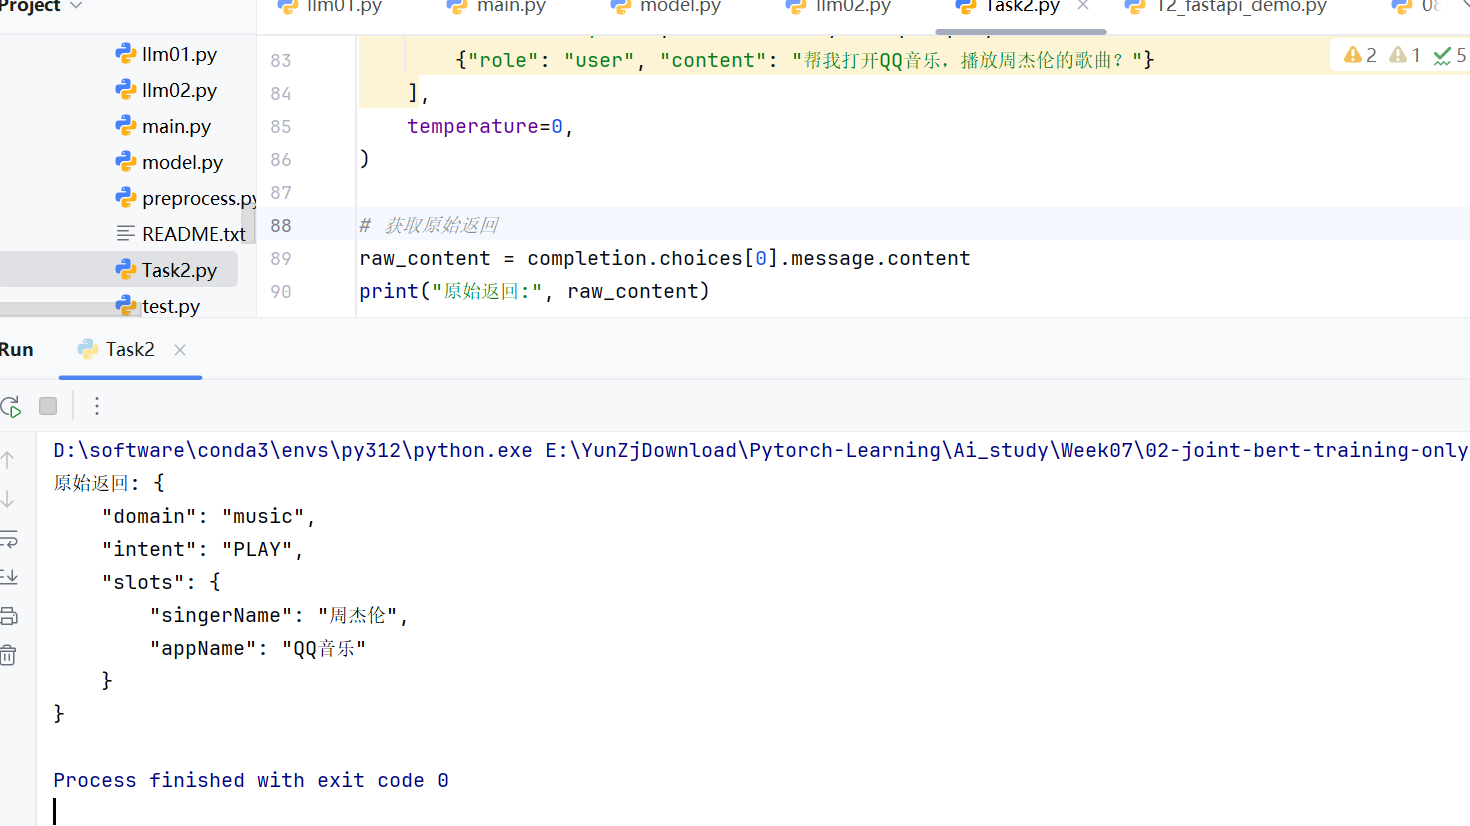 Project
llm01.py
main.py
model.py
llm02.py
Task2.py
12_fastapi_demo.py
08
llm01.py
llm02.py
main.py
model.py
preprocess.py
README.txt
Task2.py
test.py
83 {"role": "user", "content": "帮我打开QQ音乐，播放周杰伦的歌曲？"}
2 1 5
84 ],
85 temperature=0,
86 )
87
88 # 获取原始返回
89 raw_content = completion.choices[0].message.content
90 print("原始返回:", raw_content)
Run Task2
D:\software\conda3\envs\py312\python.exe E:\YunZjDownload\Pytorch-Learning\Ai_study\Week07\02-joint-bert-training-only
原始返回: {
"domain": "music",
"intent": "PLAY",
"slots": {
"singerName": "周杰伦",
"appName": "QQ音乐"
}
}
Process finished with exit code 0